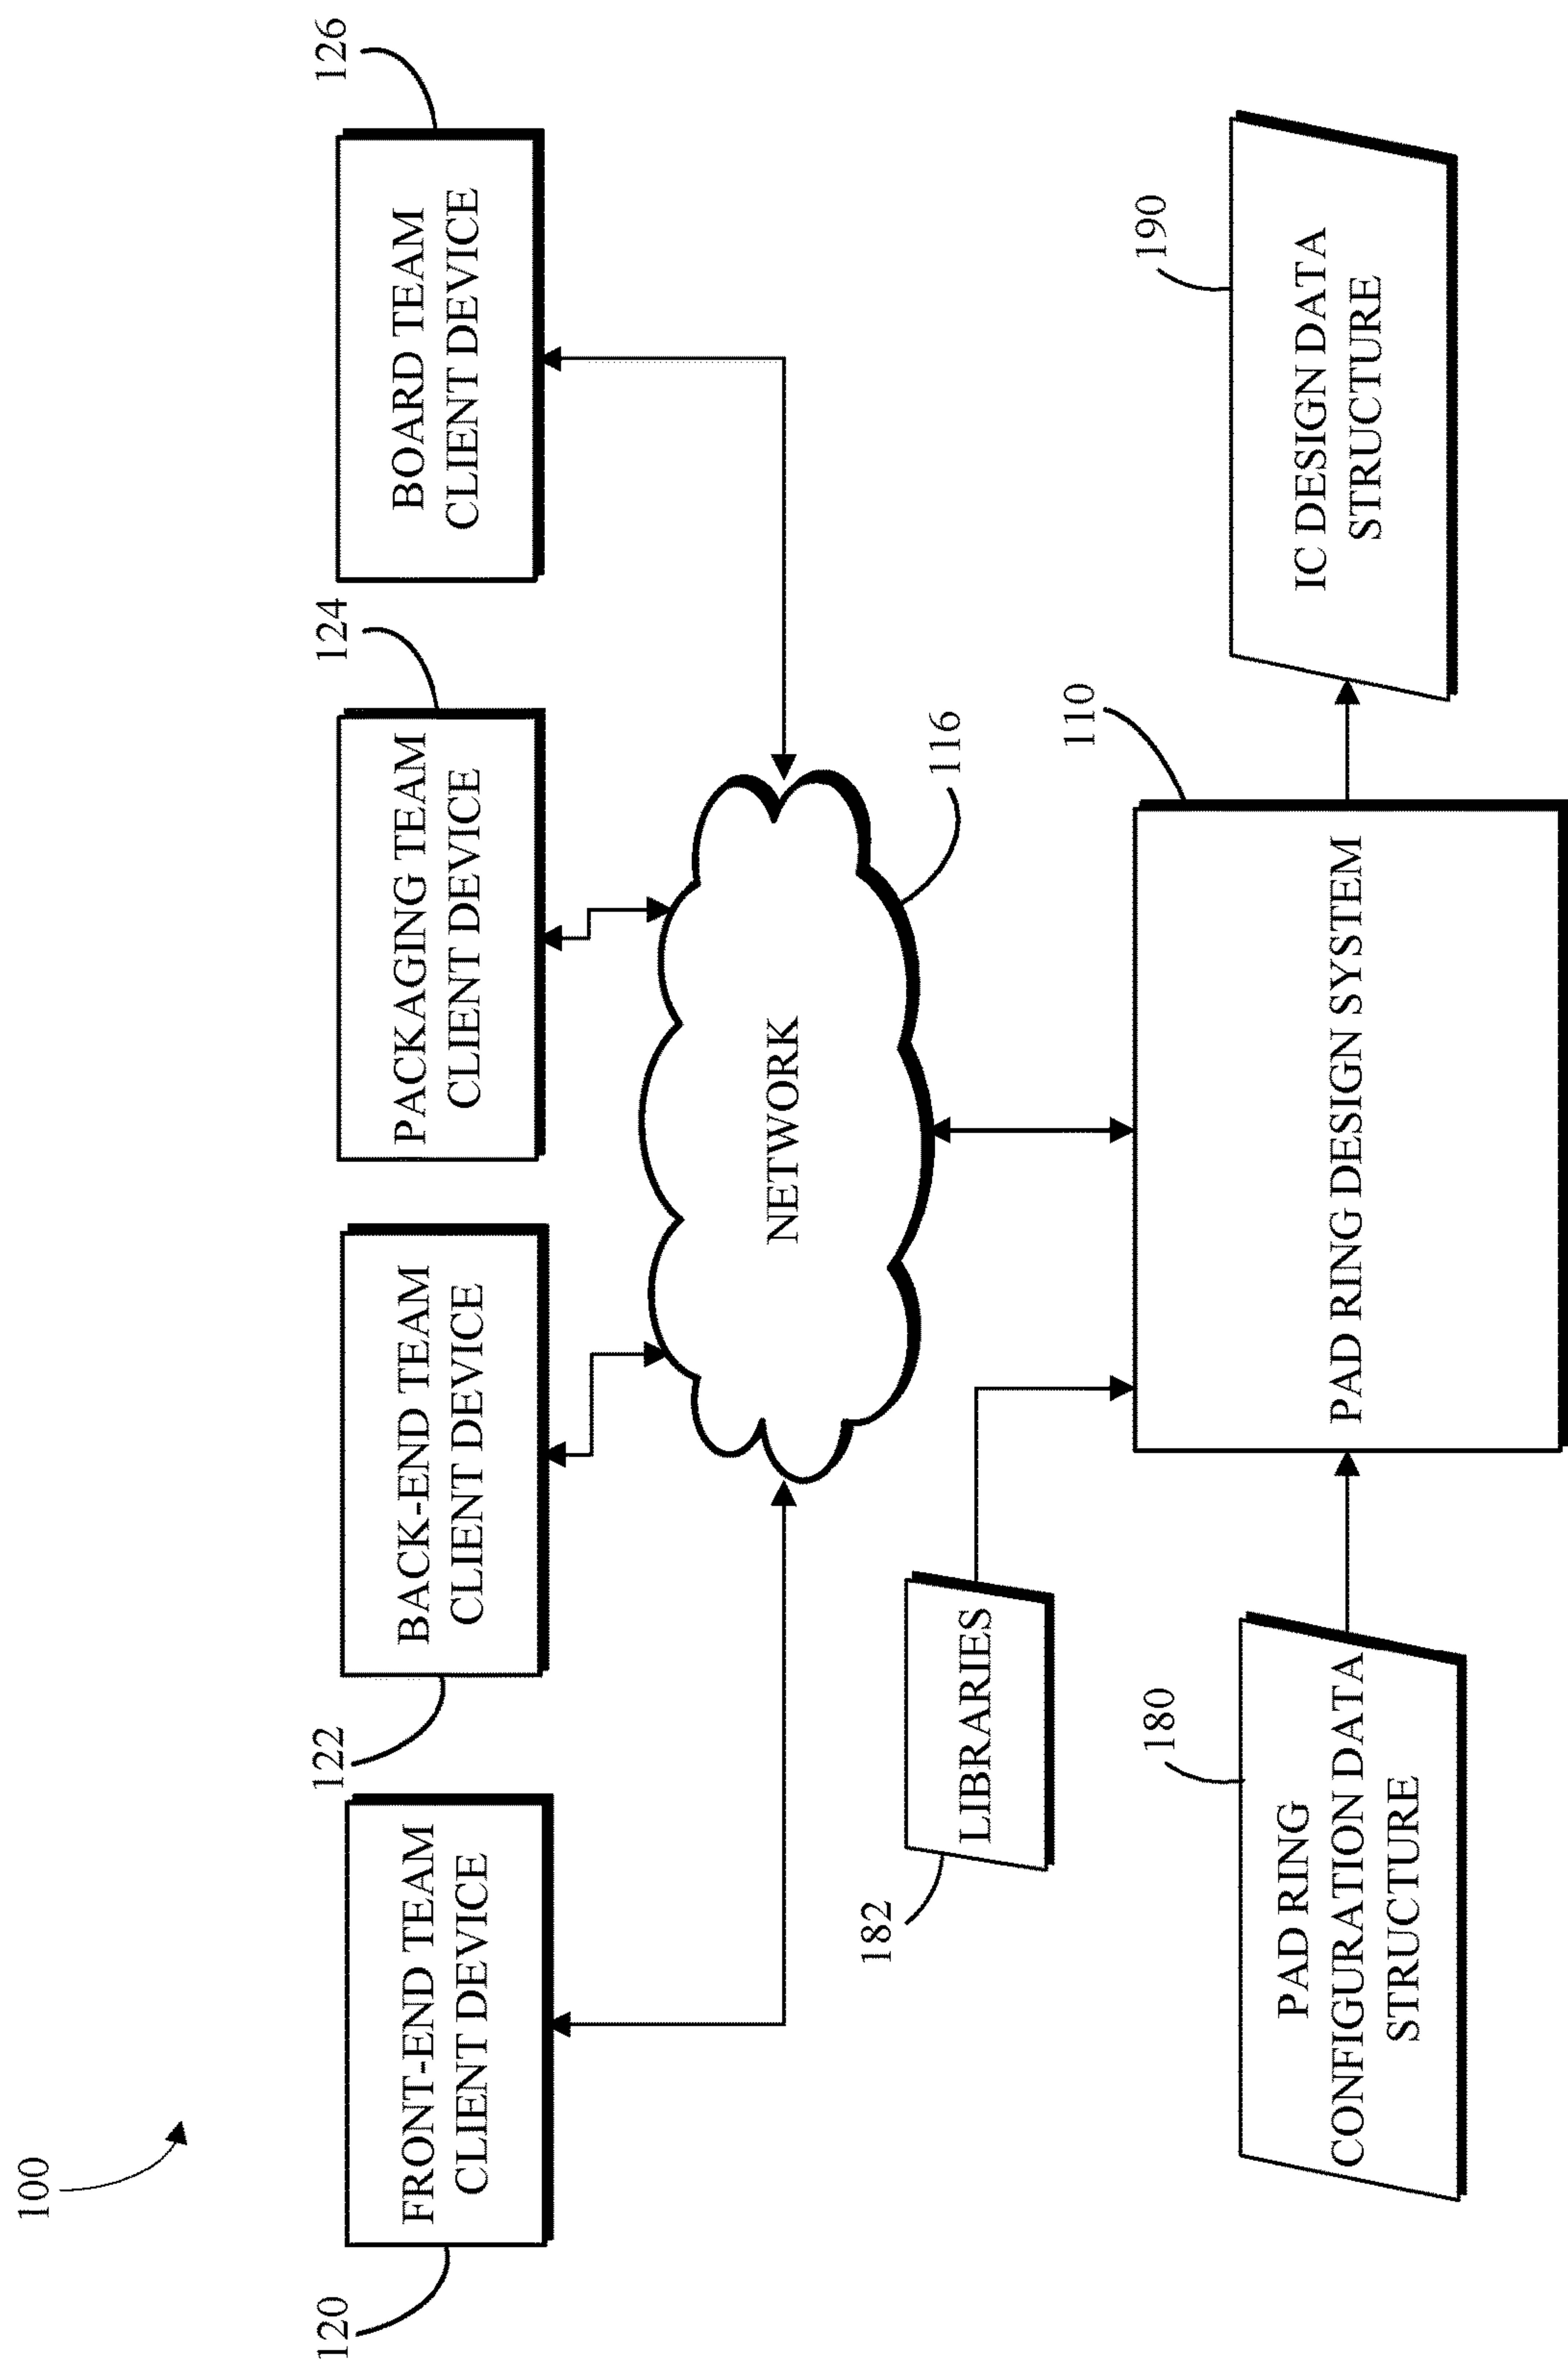 100
120
FRONT-END TEAM
CLIENT DEVICE
122
BACK-END TEAM
CLIENT DEVICE
124
PACKAGING TEAM
CLIENT DEVICE
126
BOARD TEAM
CLIENT DEVICE
NETWORK
116
182
LIBRARIES
180
PAD RING
CONFIGURATION DATA
STRUCTURE
110
PAD RING DESIGN SYSTEM
190
IC DESIGN DATA
STRUCTURE